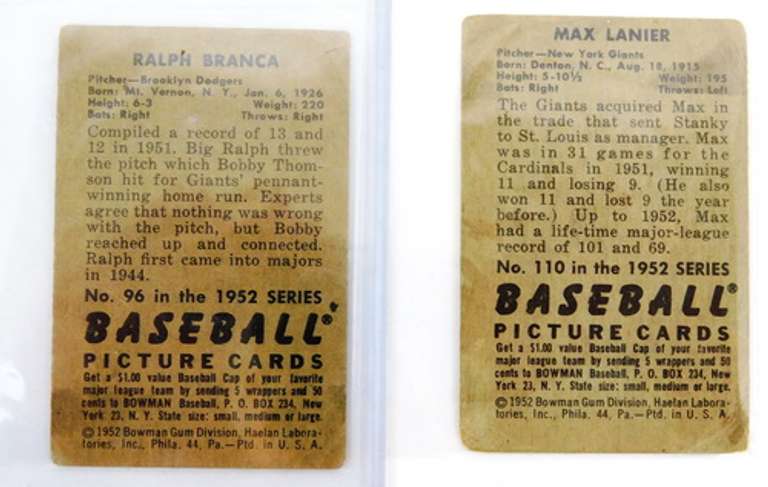 RALPH BRANCA
Pitcher—Brooklyn Dodgers
Born: Mt. Vernon, N. Y., Jan. 6, 1926
Height: 6-3 Weight: 220
Bats: Right Throws: Right
Compiled a record of 13 and
12 in 1951. Big Ralph threw
the pitch which Bobby Thom-
son hit for Giants' pennant-
winning home run. Experts
agree that nothing was wrong
with the pitch, but Bobby
reached up and connected.
Ralph first came into majors
in 1944.
No. 96 in the 1952 SERIES
BASEBALL®
PICTURE CARDS
Get a $1.00 value Baseball Cap of your favorite
major league team by sending 5 wrappers and 50
cents to BOWMAN Baseball, P. O. BOX 234, New
York 23, N. Y. State size: small, medium or large.
©1952 Bowman Gum Division, Haelan Labora-
tories, Inc., Phila. 44, Pa.—Ptd. in U. S. A.
MAX LANIER
Pitcher—New York Giants
Born: Denton, N. C., Aug. 18, 1915
Height: 5-10½ Weight: 195
Bats: Right Throws: Left
The Giants acquired Max in
the trade that sent Stanky
to St. Louis as manager. Max
was in 31 games for the
Cardinals in 1951, winning
11 and losing 9. (He also
won 11 and lost 9 the year
before.) Up to 1952, Max
had a life-time major-league
record of 101 and 69.
No. 110 in the 1952 SERIES
BASEBALL®
PICTURE CARDS
Get a $1.00 value Baseball Cap of your favorite
major league team by sending 5 wrappers and 50
cents to BOWMAN Baseball, P. O. BOX 234, New
York 23, N. Y. State size: small, medium or large.
©1952 Bowman Gum Division, Haelan Labora-
tories, Inc., Phila. 44, Pa.—Ptd. in U. S. A.